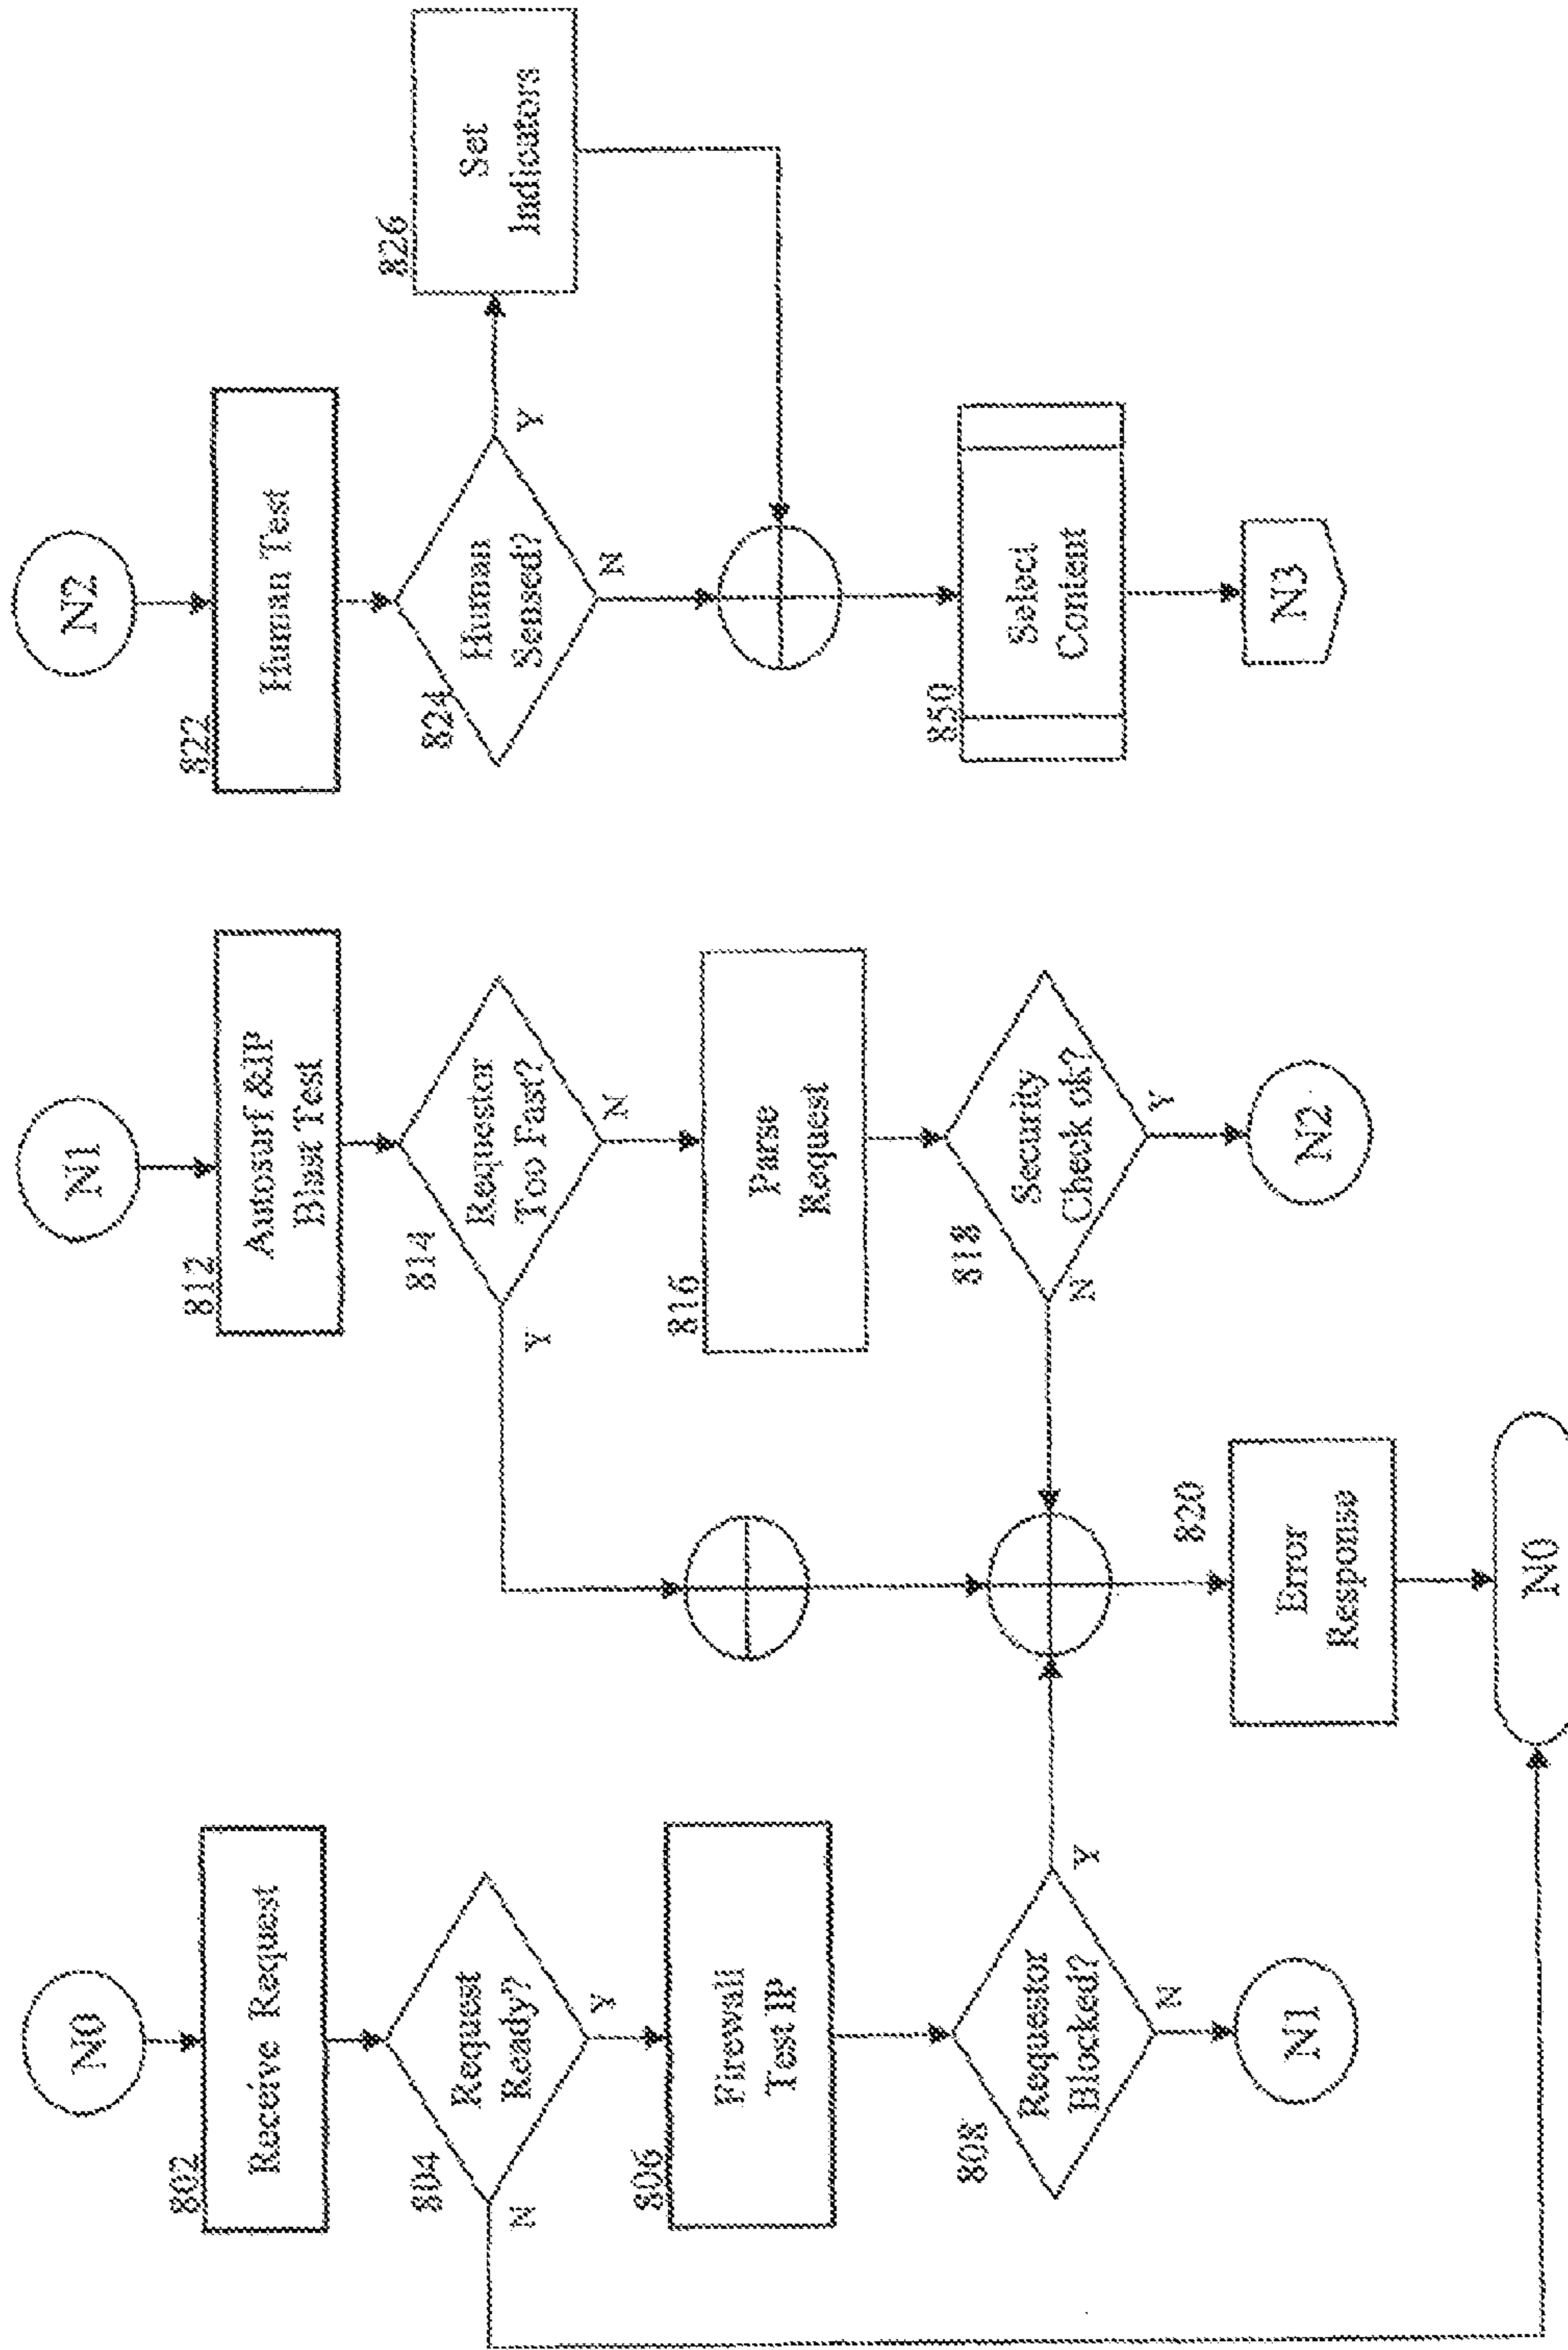 N0
802
Receive Request
804
Request
Ready?
N
Y
806
Firewall
Test IP
808
Requestor
Blocked?
Y
N
N1
N1
812
Autosurf &IP
Blast Test
814
Requestor
Too Fast?
Y
N
816
Parse
Request
818
Security
Check ok?
N
Y
N2
820
Error
Response
N0
N2
822
Human Test
824
Human
Sensed?
Y
N
826
Set
Indicators
850
Select
Content
N3